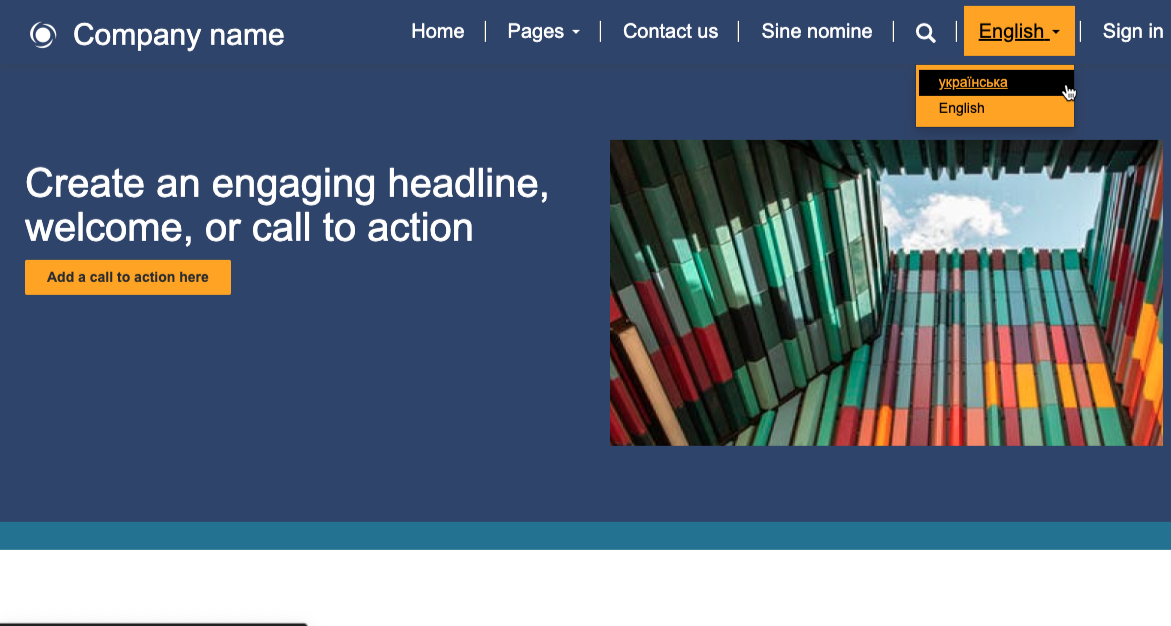 Company name
Home
Pages
Contact us
Sine nomine
English
Sign in
українська
English
Create an engaging headline,
welcome, or call to action
Add a call to action here